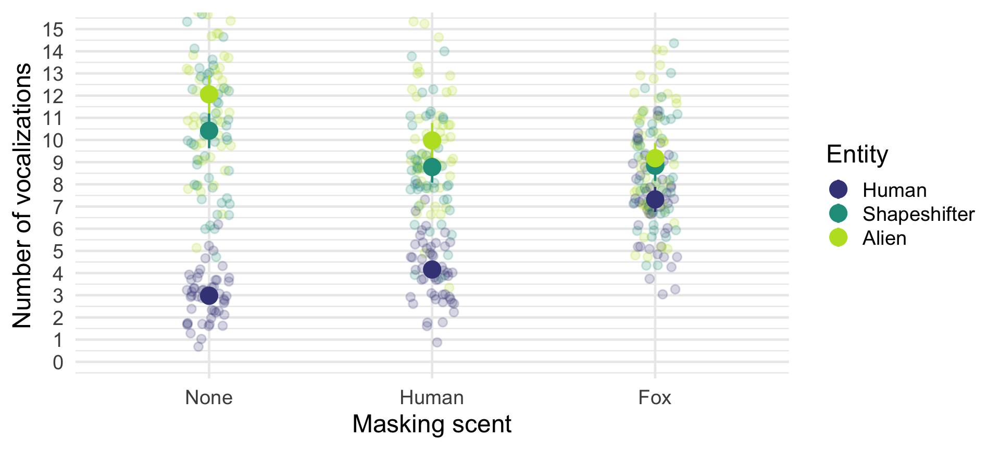 Number of vocalizations
15
14
13
12
11
10
9
8
7
6
5
4
3
2
1
0
None
Human
Fox
Masking scent
Entity
Human
Shapeshifter
Alien